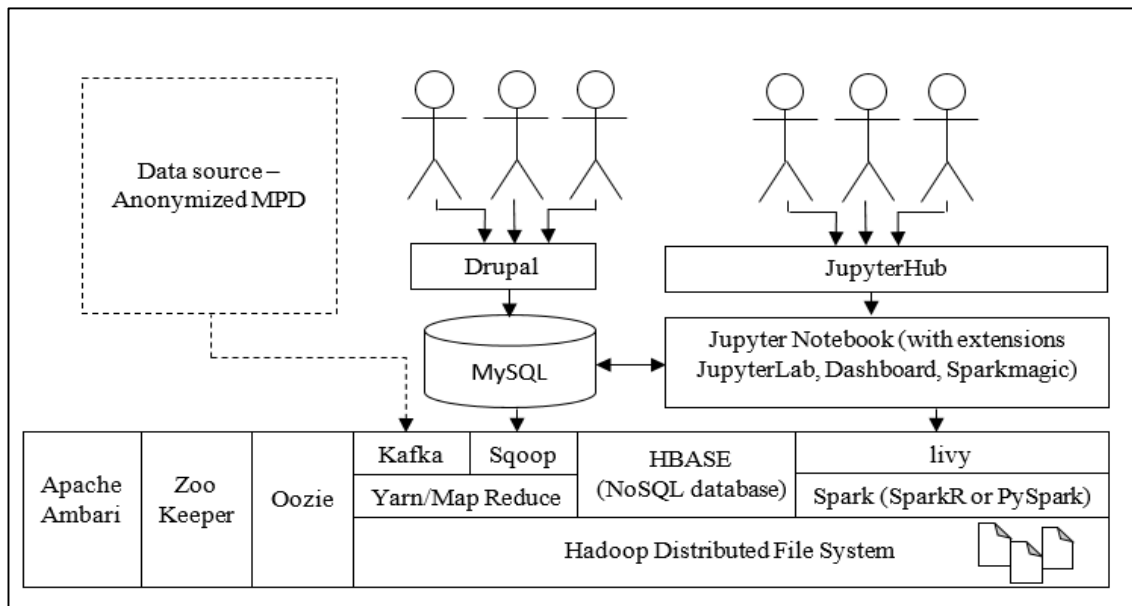 Data source –
Anonymized MPD
Drupal
JupyterHub
MySQL
Jupyter Notebook (with extensions
JupyterLab, Dashboard, Sparkmagic)
Apache
Ambari
Zoo
Keeper
Oozie
Kafka
Sqoop
Yarn/Map Reduce
HBASE
(NoSQL database)
livy
Spark (SparkR or PySpark)
Hadoop Distributed File System